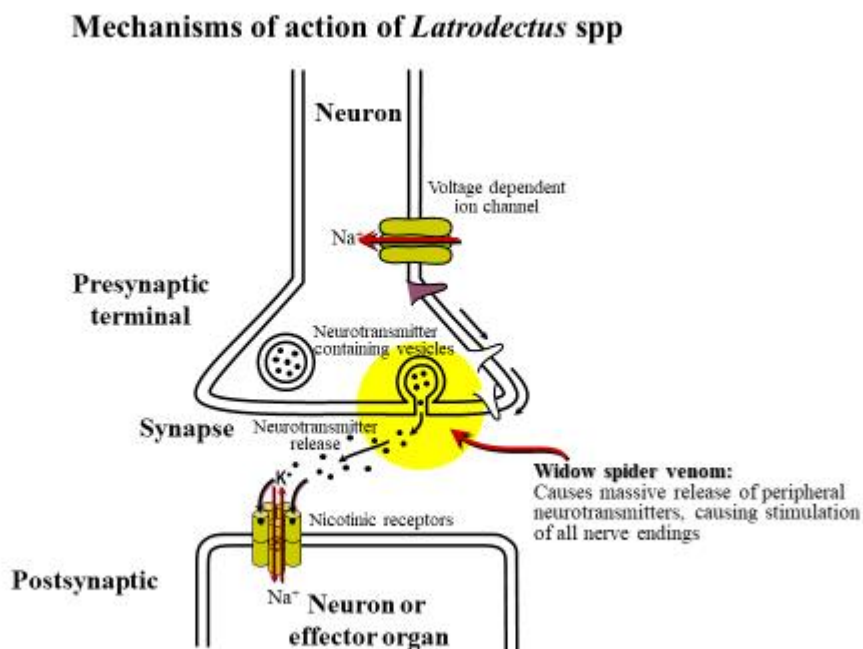 Mechanisms of action of Latrodectus spp
Neuron
Voltage dependent
ion channel
Na⁺
Presynaptic
terminal
Neurotransmitter
containing vesicles
Synapse
Neurotransmitter
release
Widow spider venom:
Causes massive release of peripheral
neurotransmitters, causing stimulation
of all nerve endings
K⁺
Nicotinic receptors
Postsynaptic
Na⁺
Neuron or
effector organ